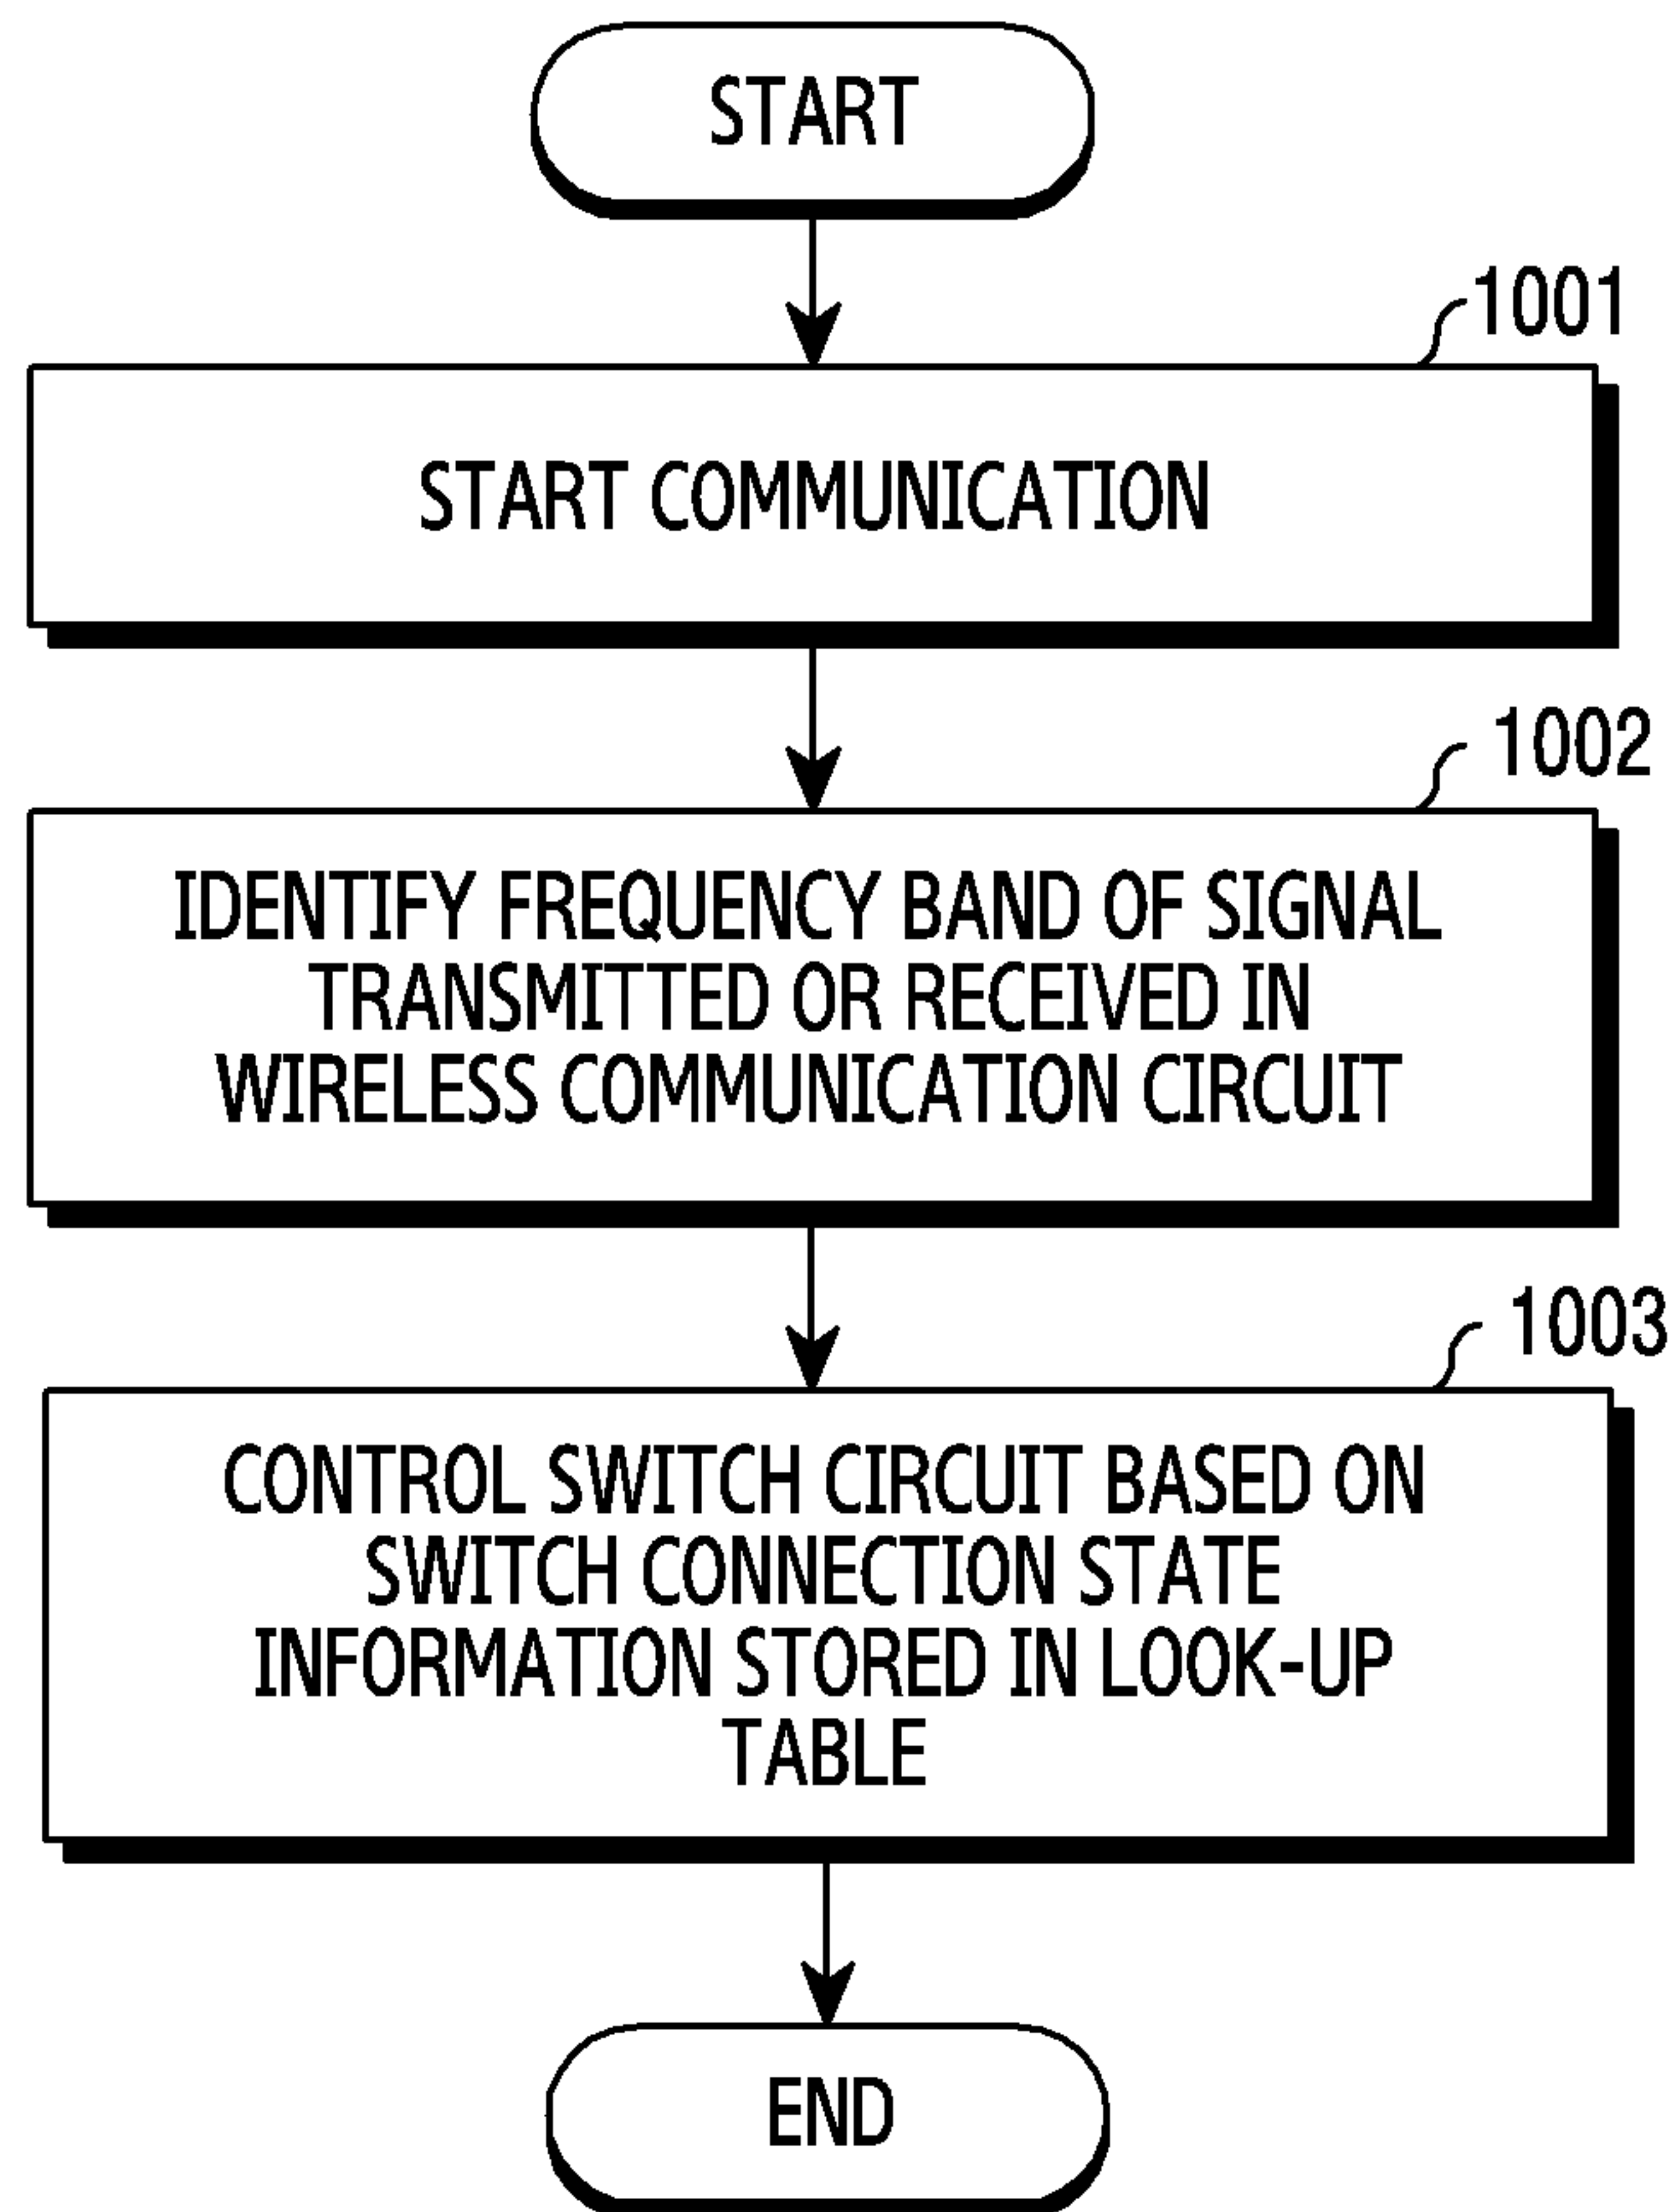 START
1001
START COMMUNICATION
1002
IDENTIFY FREQUENCY BAND OF SIGNAL
TRANSMITTED OR RECEIVED IN
WIRELESS COMMUNICATION CIRCUIT
1003
CONTROL SWITCH CIRCUIT BASED ON
SWITCH CONNECTION STATE
INFORMATION STORED IN LOOK-UP
TABLE
END